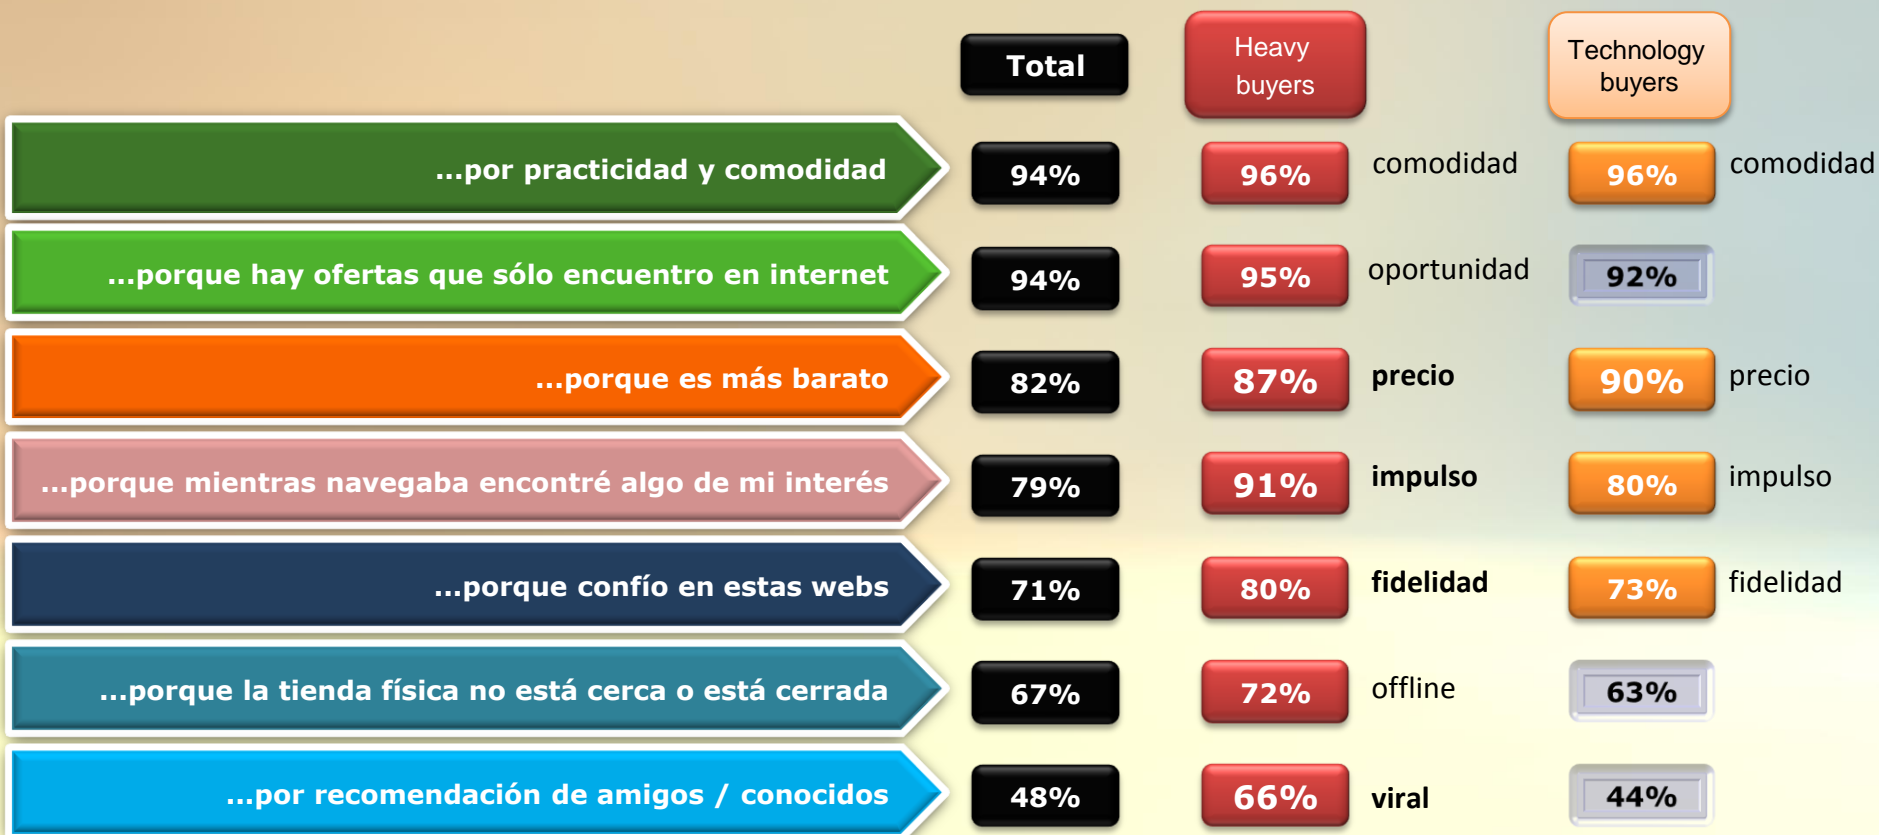 Total
Heavy
buyers
Technology
buyers
...por practicidad y comodidad
94%
96%
comodidad
96%
comodidad
...porque hay ofertas que sólo encuentro en internet
94%
95%
oportunidad
92%
...porque es más barato
82%
87%
precio
90%
precio
...porque mientras navegaba encontré algo de mi interés
79%
91%
impulso
80%
impulso
...porque confío en estas webs
71%
80%
fidelidad
73%
fidelidad
...porque la tienda física no está cerca o está cerrada
67%
72%
offline
63%
...por recomendación de amigos / conocidos
48%
66%
viral
44%